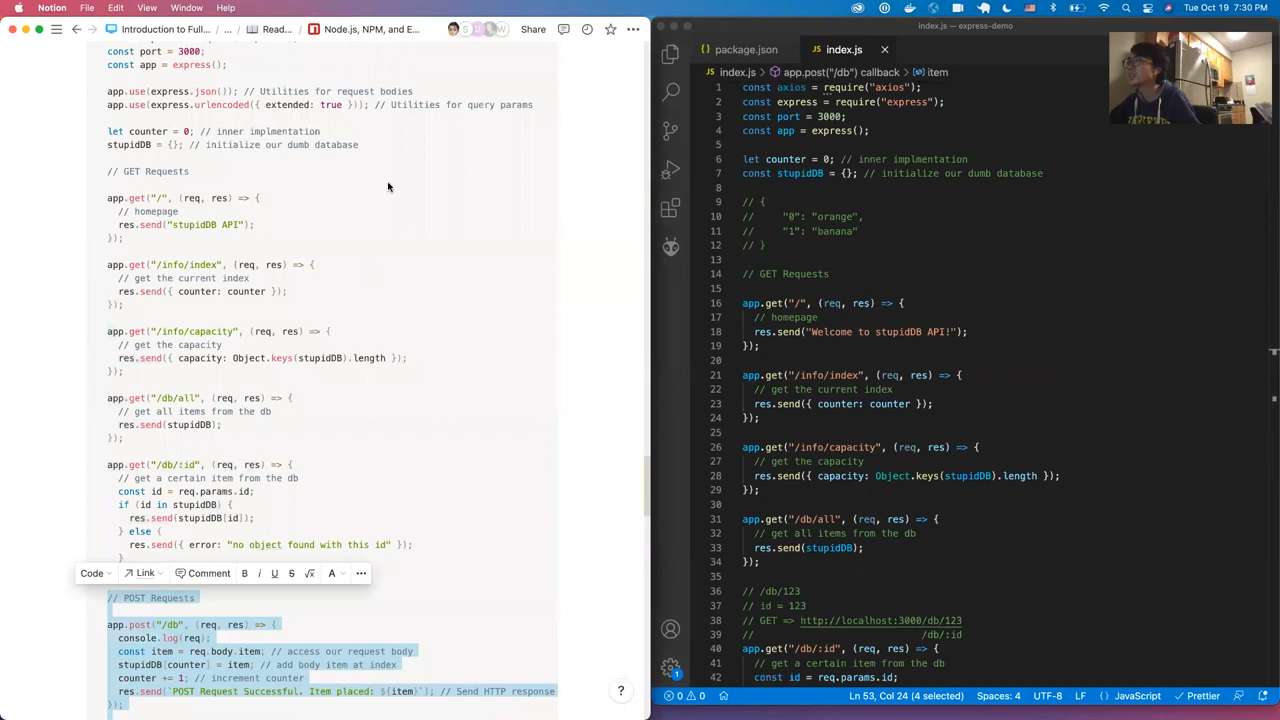 Notion File Edit View Window Help
Tue Oct 19 7:30 PM
Introduction to Full... ... Read... Node.js, NPM, and E...
S D W Share
const port = 3000;
const app = express();
app.use(express.json()); // Utilities for request bodies
app.use(express.urlencoded({ extended: true })); // Utilities for query params
let counter = 0; // inner implmentation
stupidDB = {}; // initialize our dumb database
// GET Requests
app.get("/", (req, res) => {
// homepage
res.send("stupidDB API");
});
app.get("/info/index", (req, res) => {
// get the current index
res.send({ counter: counter });
});
app.get("/info/capacity", (req, res) => {
// get the capacity
res.send({ capacity: Object.keys(stupidDB).length });
});
app.get("/db/all", (req, res) => {
// get all items from the db
res.send(stupidDB);
});
app.get("/db/:id", (req, res) => {
// get a certain item from the db
const id = req.params.id;
if (id in stupidDB) {
res.send(stupidDB[id]);
} else {
res.send({ error: "no object found with this id" });
}
Code Link Comment B i U S √x A •••
// POST Requests
app.post("/db", (req, res) => {
console.log(req);
const item = req.body.item; // access our request body
stupidDB[counter] = item; // add body item at index
counter += 1; // increment counter
res.send(`POST Request Successful. Item placed: ${item}`); // Send HTTP response
});
?
index.js — express-demo
package.json index.js
index.js > app.post("/db") callback > item
1 const axios = require("axios");
2 const express = require("express");
3 const port = 3000;
4 const app = express();
5
6 let counter = 0; // inner implmentation
7 const stupidDB = {}; // initialize our dumb database
8
9 // {
10 // "0": "orange",
11 // "1": "banana"
12 // }
13
14 // GET Requests
15
16 app.get("/", (req, res) => {
17 // homepage
18 res.send("Welcome to stupidDB API!");
19 });
20
21 app.get("/info/index", (req, res) => {
22 // get the current index
23 res.send({ counter: counter });
24 });
25
26 app.get("/info/capacity", (req, res) => {
27 // get the capacity
28 res.send({ capacity: Object.keys(stupidDB).length });
29 });
30
31 app.get("/db/all", (req, res) => {
32 // get all items from the db
33 res.send(stupidDB);
34 });
35
36 // /db/123
37 // id = 123
38 // GET => http://localhost:3000/db/123
39 // /db/:id
40 app.get("/db/:id", (req, res) => {
41 // get a certain item from the db
42 const id = req.params.id;
1
0 0 Ln 53, Col 24 (4 selected) Spaces: 4 UTF-8 LF JavaScript Prettier